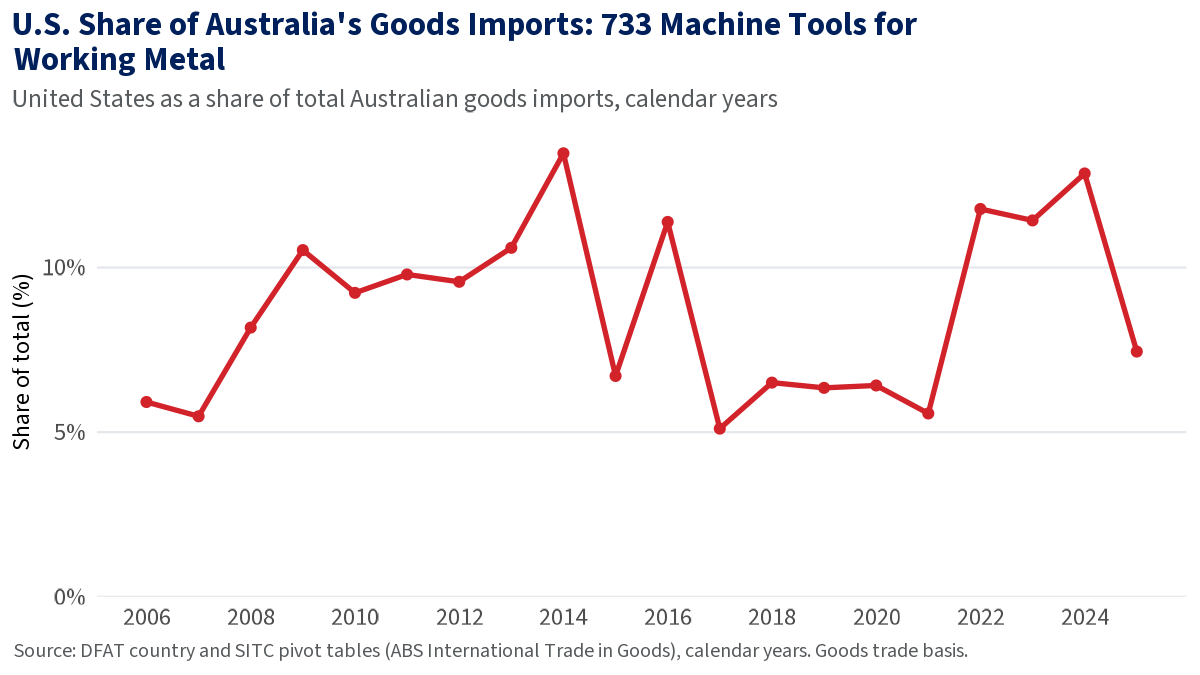 U.S. Share of Australia's Goods Imports: 733 Machine Tools for
Working Metal
United States as a share of total Australian goods imports, calendar years
Share of total (%)
10%
5%
0%
2006 2008 2010 2012 2014 2016 2018 2020 2022 2024
Source: DFAT country and SITC pivot tables (ABS International Trade in Goods), calendar years. Goods trade basis.